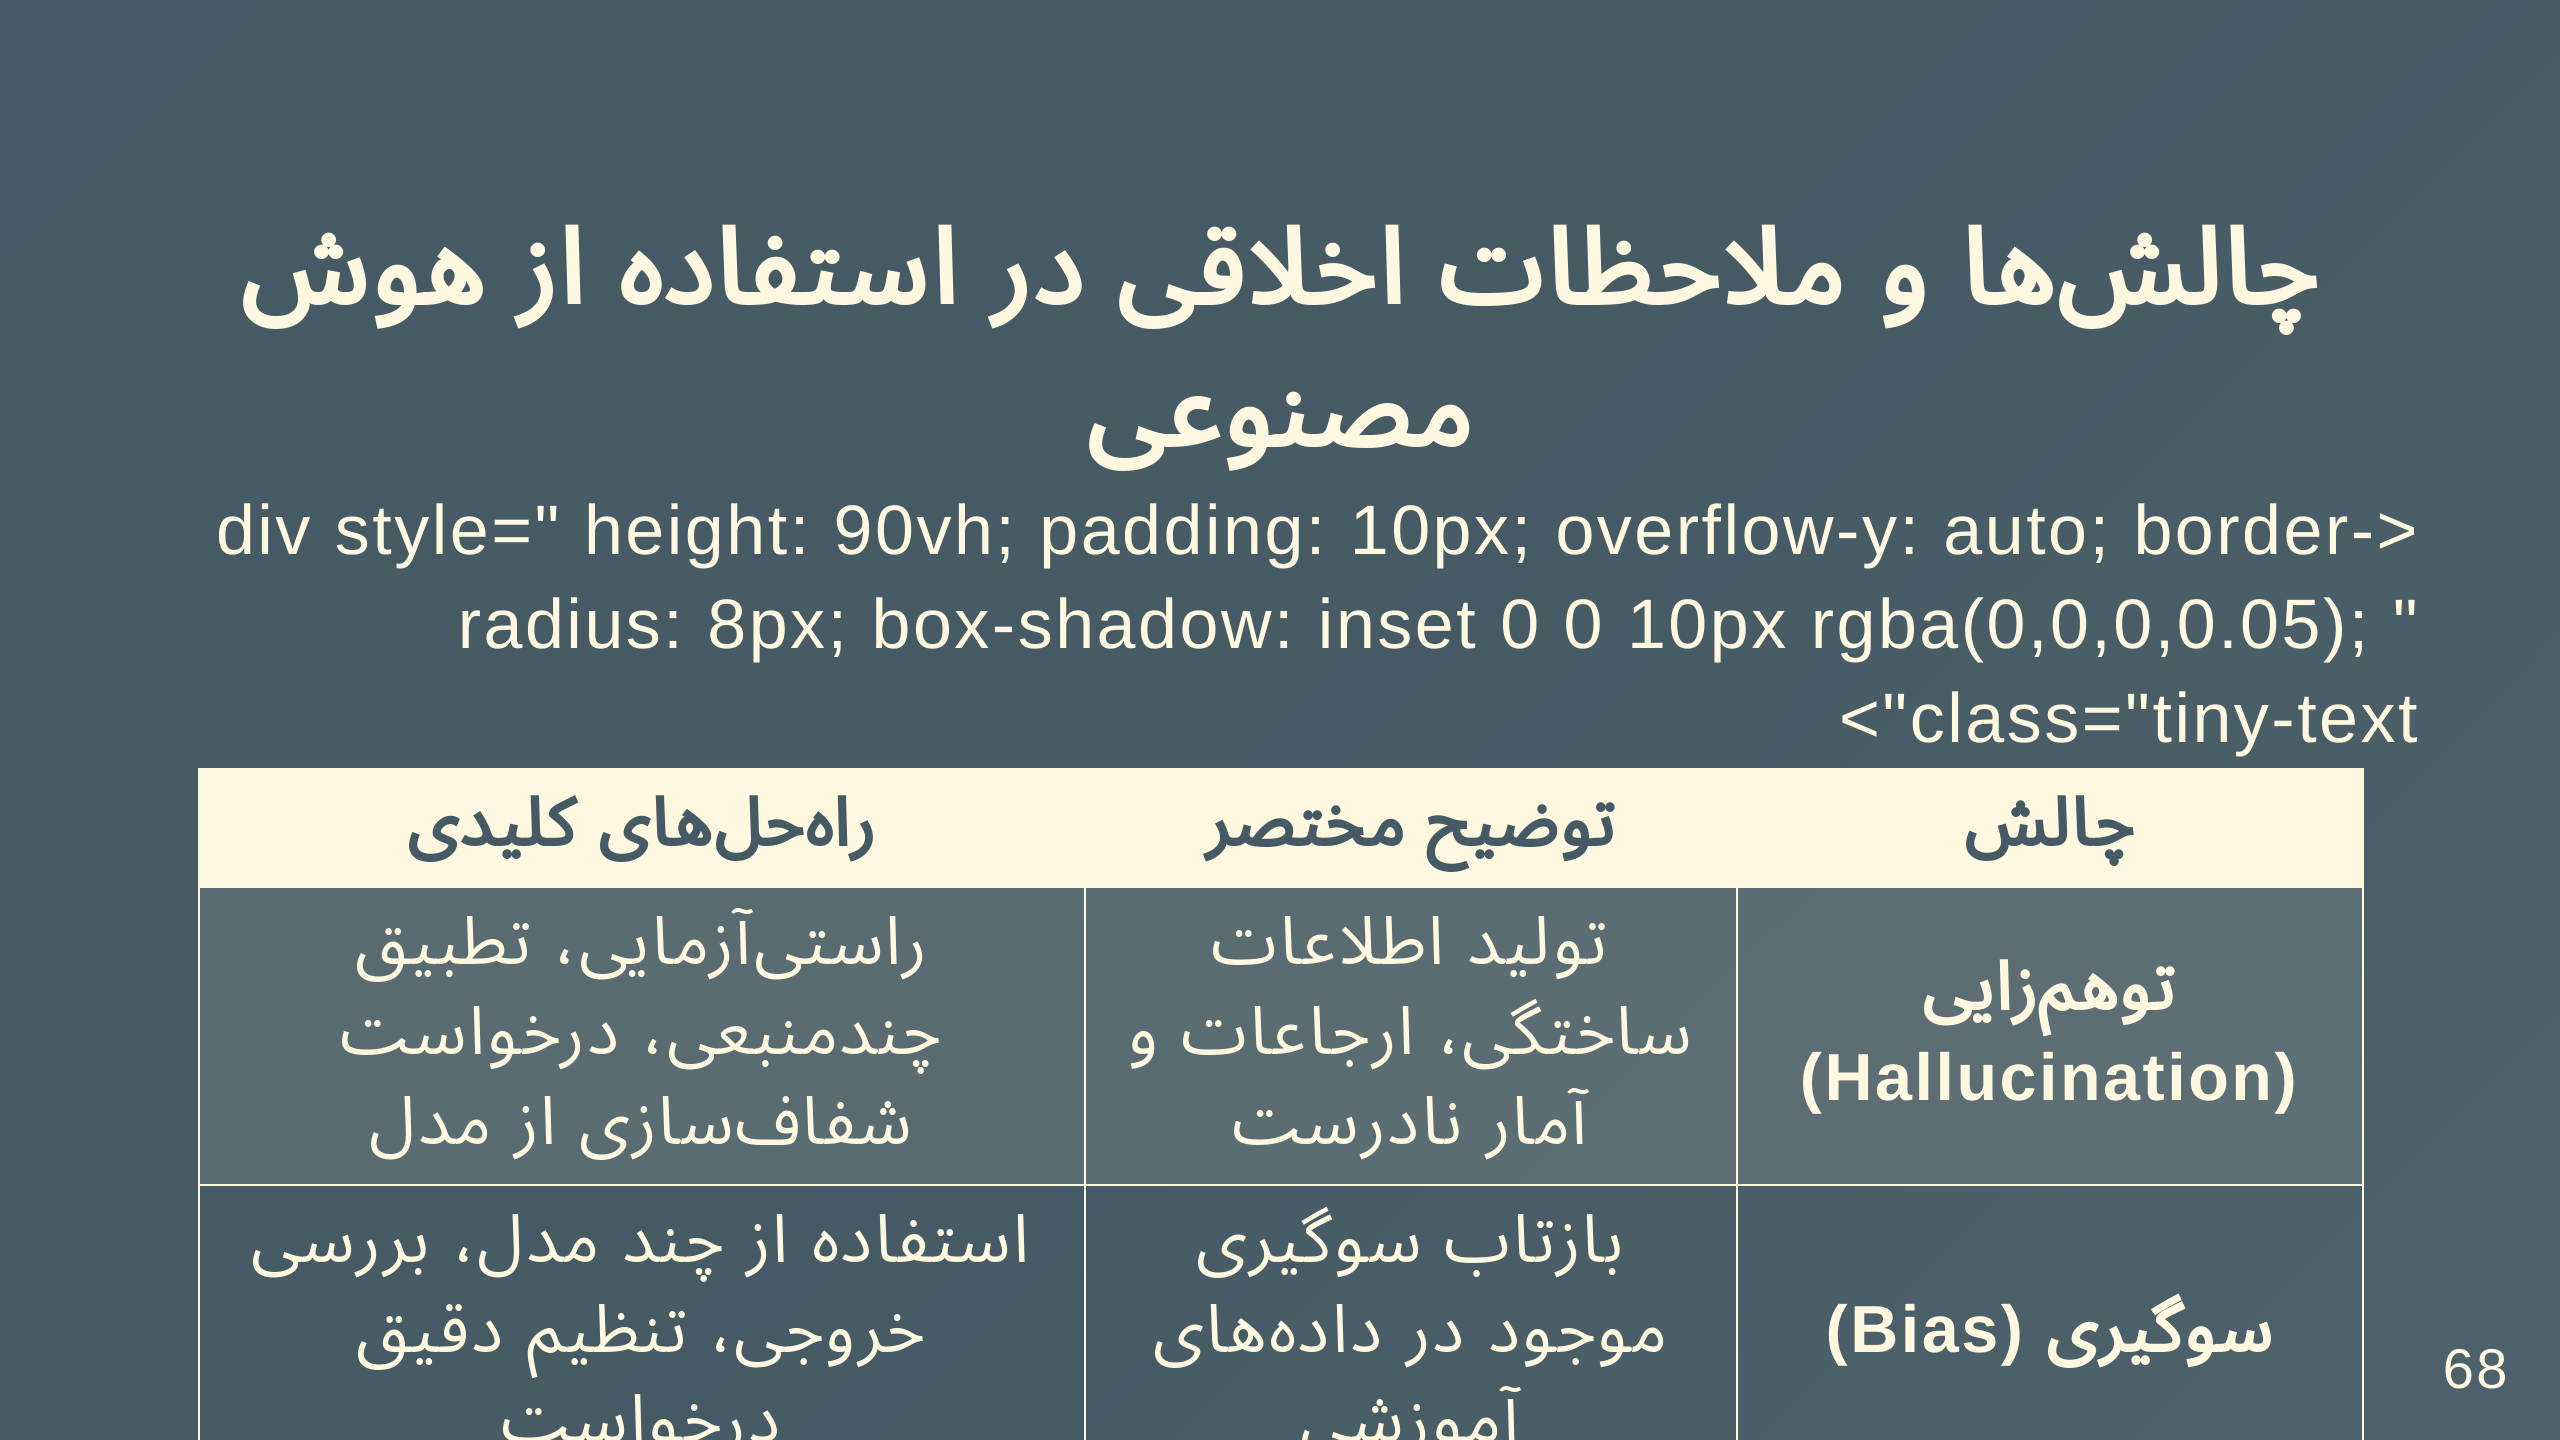 چالش‌ها و ملاحظات اخلاقی در استفاده از هوش
مصنوعی
<div style=" height: 90vh; padding: 10px; overflow-y: auto; border-
radius: 8px; box-shadow: inset 0 0 10px rgba(0,0,0,0.05); "
class="tiny-text">
چالش
توضیح مختصر
راه‌حل‌های کلیدی
توهم‌زایی
(Hallucination)
تولید اطلاعات
ساختگی، ارجاعات و
آمار نادرست
راستی‌آزمایی، تطبیق
چندمنبعی، درخواست
شفاف‌سازی از مدل
سوگیری (Bias)
بازتاب سوگیری
موجود در داده‌های
آموزشی
استفاده از چند مدل، بررسی
خروجی، تنظیم دقیق
درخواست
68